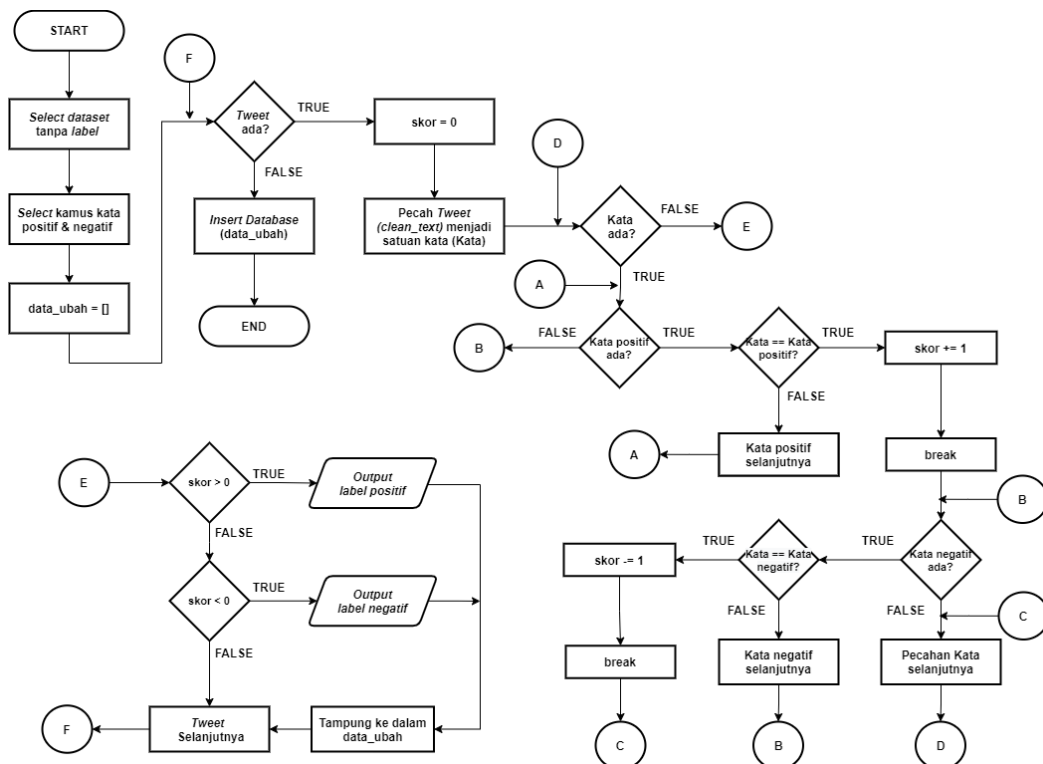 START
Select dataset
tanpa label
Select kamus kata
positif & negatif
data_ubah = []
F
Tweet
ada?
TRUE
FALSE
Insert Database
(data_ubah)
END
skor = 0
Pecah Tweet
(clean_text) menjadi
satuan kata (Kata)
D
Kata
ada?
FALSE
E
TRUE
A
Kata positif
ada?
FALSE
B
TRUE
Kata == Kata
positif?
TRUE
skor += 1
FALSE
Kata positif
selanjutnya
A
break
B
Kata negatif
ada?
TRUE
Kata == Kata
negatif?
TRUE
skor -= 1
break
C
FALSE
Kata negatif
selanjutnya
B
FALSE
C
Pecahan Kata
selanjutnya
D
E
skor > 0
TRUE
Output
label positif
FALSE
skor < 0
TRUE
Output
label negatif
FALSE
Tampung ke dalam
data_ubah
Tweet
Selanjutnya
F